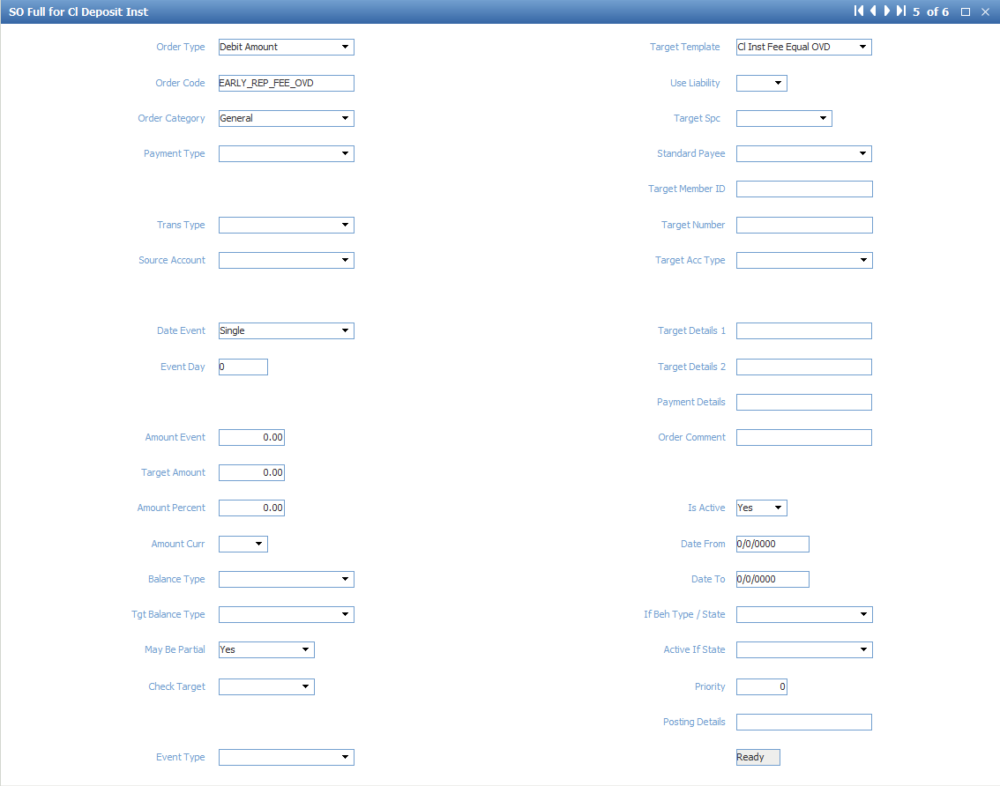 SO Full for Cl Deposit Inst 5 of 6
Order Type Debit Amount Target Template Cl Inst Fee Equal OVD
Order Code EARLY_REP_FEE_OVD Use Liability
Order Category General Target Spc
Payment Type Standard Payee
Target Member ID
Trans Type Target Number
Source Account Target Acc Type
Date Event Single Target Details 1
Event Day 0 Target Details 2
Payment Details
Amount Event 0.00 Order Comment
Target Amount 0.00
Amount Percent 0.00 Is Active Yes
Amount Curr Date From 0/0/0000
Balance Type Date To 0/0/0000
Tgt Balance Type If Beh Type / State
May Be Partial Yes Active If State
Check Target Priority 0
Posting Details
Event Type Ready